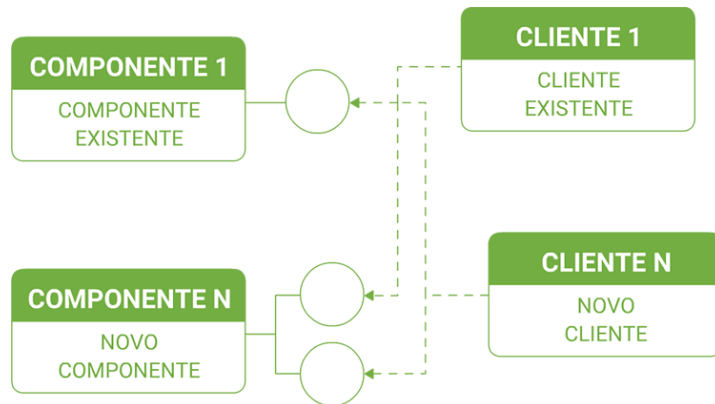 COMPONENTE 1
COMPONENTE
EXISTENTE
CLIENTE 1
CLIENTE
EXISTENTE
COMPONENTE N
NOVO
COMPONENTE
CLIENTE N
NOVO
CLIENTE